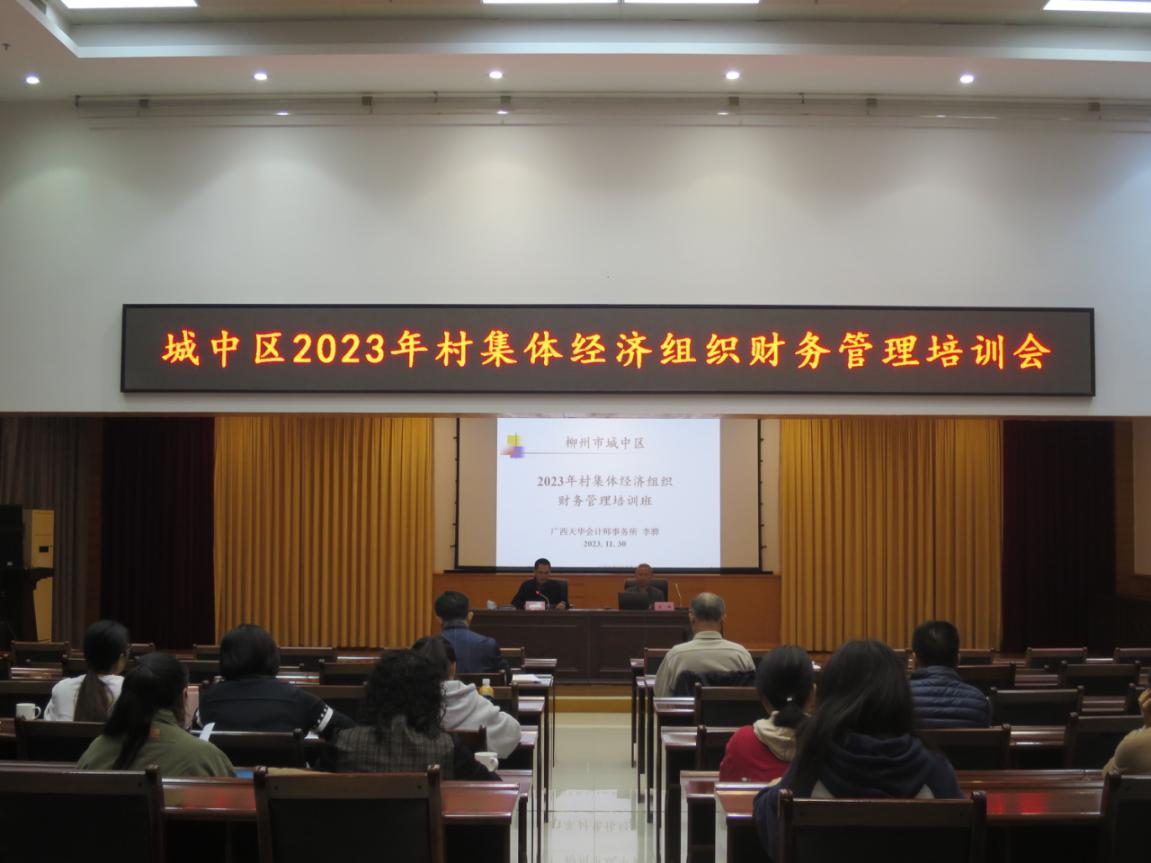 城中区2023年村集体经济组织财务管理培训会
柳州市城中区
2023年村集体经济组织
财务管理培训班
广西天华会计师事务所 李骅
2023. 11. 30